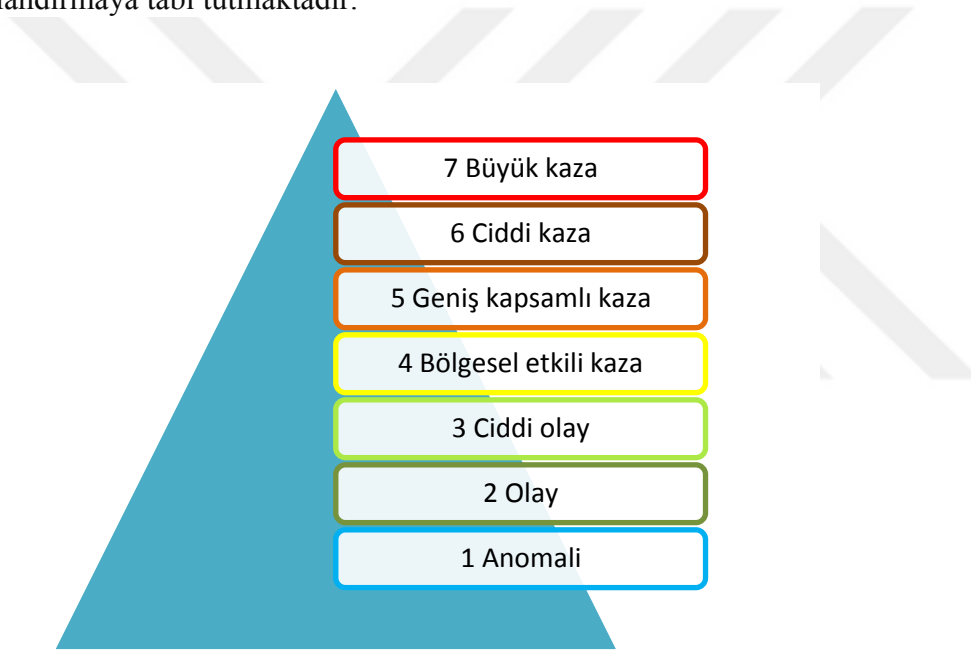 tabi tutmaktadır.
7 Büyük kaza
6 Ciddi kaza
5 Geniş kapsamlı kaza
4 Bölgesel etkili kaza
3 Ciddi olay
2 Olay
1 Anomali